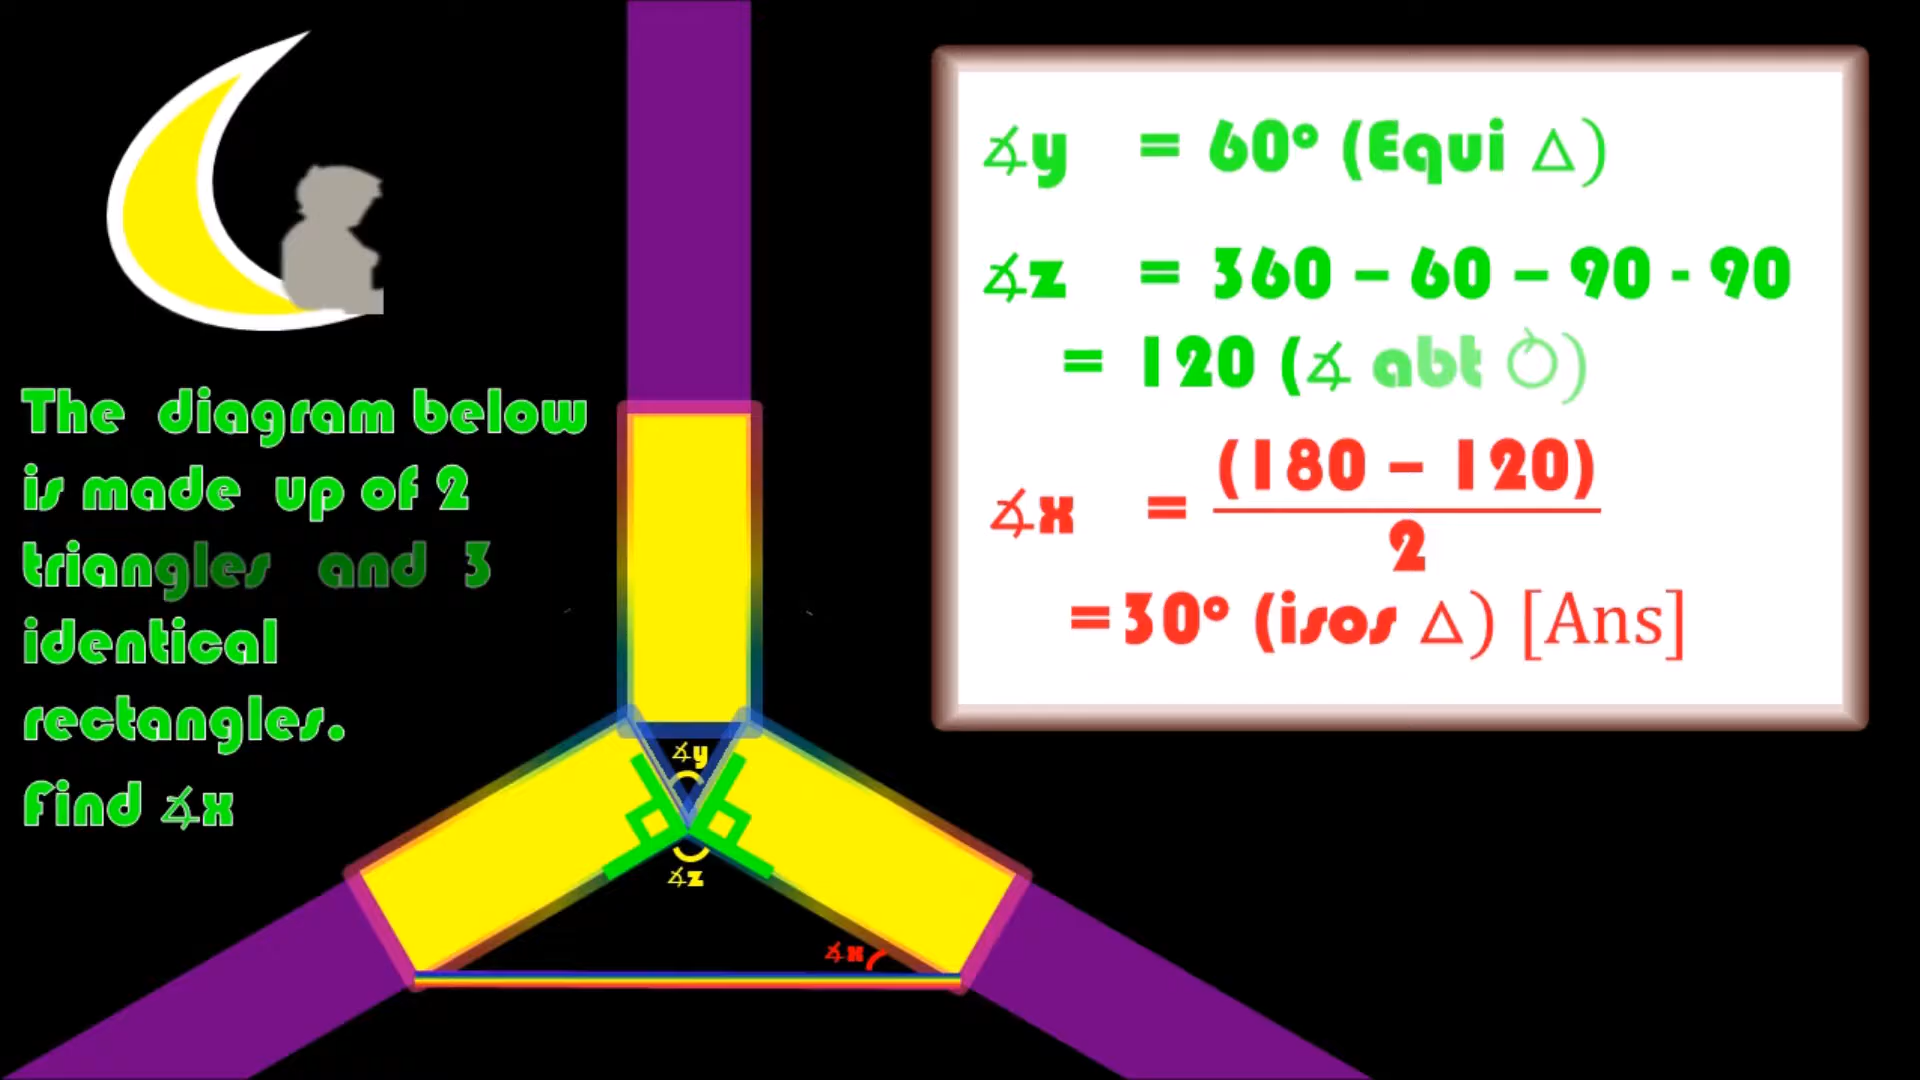 The diagram below
is made up of 2
triangles and 3
identical
rectangles.
Find ∡x
∡y = 60° (Equi △)
∡z = 360 – 60 – 90 - 90
= 120 (∡ abt ⥁)
∡x = (180 – 120)
2
=30° (isos △) [Ans]
∡y
∡z
∡x